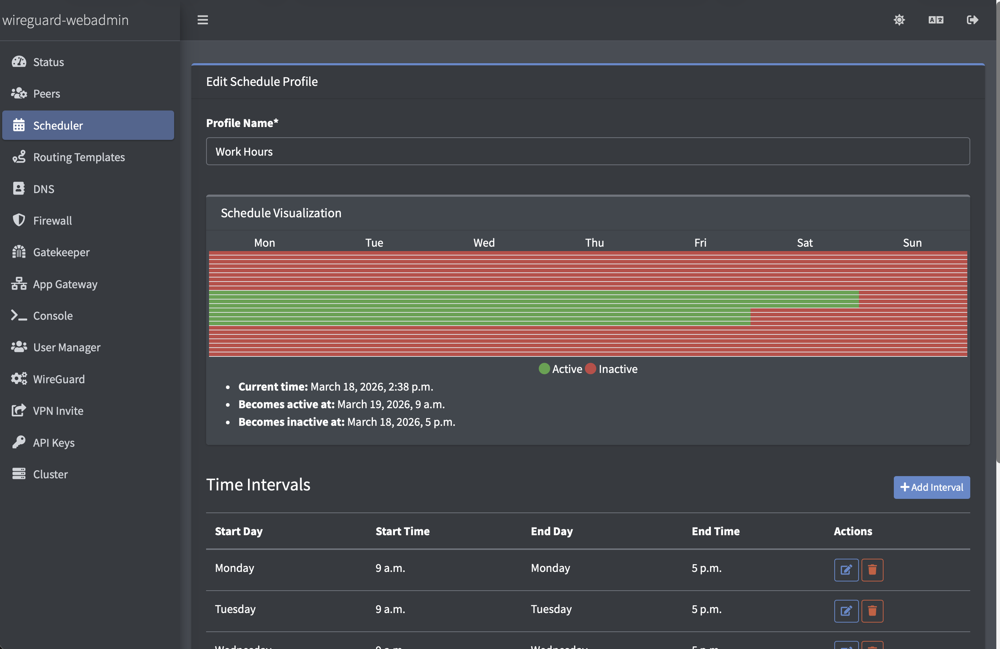 wireguard-webadmin
Status
Peers
Scheduler
Routing Templates
DNS
Firewall
Gatekeeper
App Gateway
Console
User Manager
WireGuard
VPN Invite
API Keys
Cluster
Edit Schedule Profile
Profile Name*
Work Hours
Schedule Visualization
Mon Tue Wed Thu Fri Sat Sun
Active Inactive
Current time: March 18, 2026, 2:38 p.m.
Becomes active at: March 19, 2026, 9 a.m.
Becomes inactive at: March 18, 2026, 5 p.m.
Time Intervals
Add Interval
Start Day Start Time End Day End Time Actions
Monday 9 a.m. Monday 5 p.m.
Tuesday 9 a.m. Tuesday 5 p.m.
Wednesday 9 a.m. Wednesday 5 p.m.